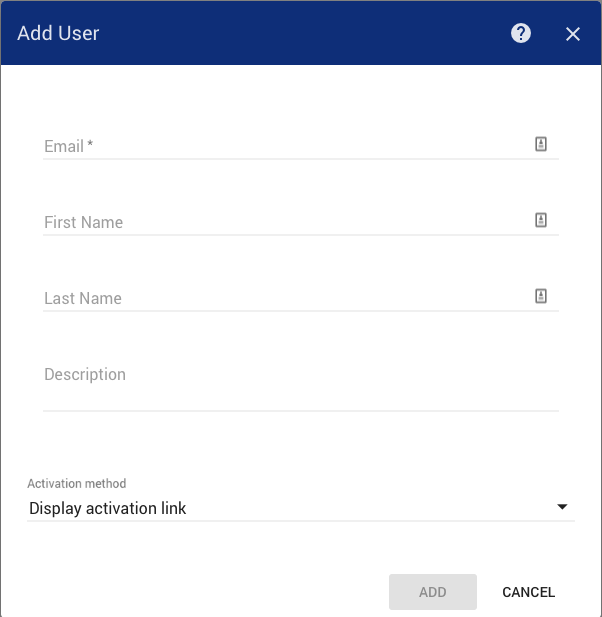 Add User
?
Email *
First Name
Last Name
Description
Activation method
Display activation link
ADD CANCEL